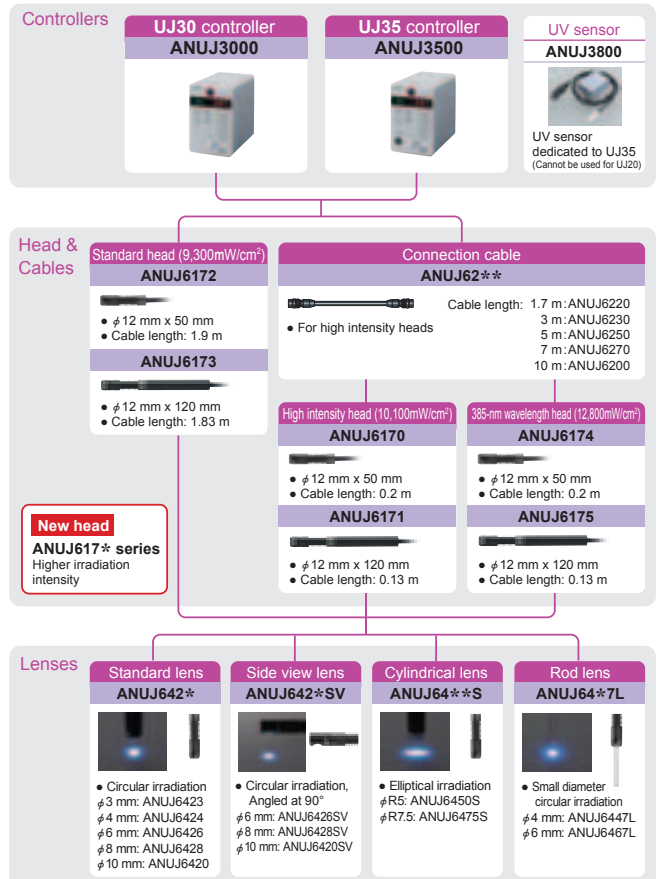 Controllers
UJ30 controller
ANUJ3000
UJ35 controller
ANUJ3500
UV sensor
ANUJ3800
UV sensor
dedicated to UJ35
(Cannot be used for UJ20)
Head &
Cables
Standard head (9,300mW/cm²)
ANUJ6172
● ϕ12 mm x 50 mm
● Cable length: 1.9 m
ANUJ6173
● ϕ12 mm x 120 mm
● Cable length: 1.83 m
Connection cable
ANUJ62**
● For high intensity heads
Cable length: 1.7 m:ANUJ6220
3 m:ANUJ6230
5 m:ANUJ6250
7 m:ANUJ6270
10 m:ANUJ6200
High intensity head (10,100mW/cm²)
ANUJ6170
● ϕ12 mm x 50 mm
● Cable length: 0.2 m
ANUJ6171
● ϕ12 mm x 120 mm
● Cable length: 0.13 m
385-nm wavelength head (12,800mW/cm²)
ANUJ6174
● ϕ12 mm x 50 mm
● Cable length: 0.2 m
ANUJ6175
● ϕ12 mm x 120 mm
● Cable length: 0.13 m
New head
ANUJ617* series
Higher irradiation
intensity
Lenses
Standard lens
ANUJ642*
● Circular irradiation
ϕ3 mm: ANUJ6423
ϕ4 mm: ANUJ6424
ϕ6 mm: ANUJ6426
ϕ8 mm: ANUJ6428
ϕ10 mm: ANUJ6420
Side view lens
ANUJ642*SV
● Circular irradiation,
Angled at 90°
ϕ6 mm: ANUJ6426SV
ϕ8 mm: ANUJ6428SV
ϕ10 mm: ANUJ6420SV
Cylindrical lens
ANUJ64**S
● Elliptical irradiation
ϕR5: ANUJ6450S
ϕR7.5: ANUJ6475S
Rod lens
ANUJ64*7L
● Small diameter
circular irradiation
ϕ4 mm: ANUJ6447L
ϕ6 mm: ANUJ6467L